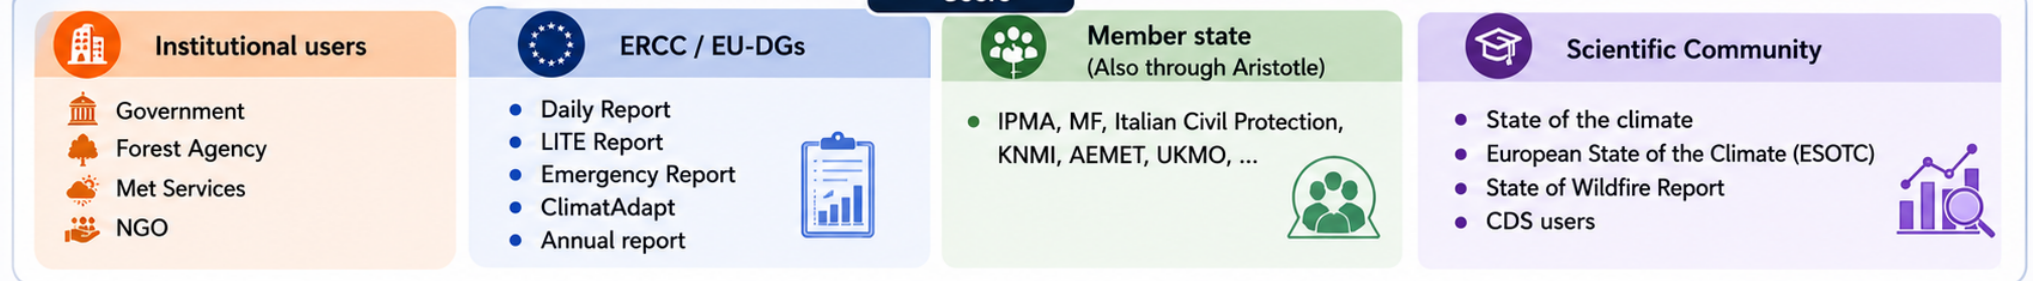 Users
Institutional users
Government
Forest Agency
Met Services
NGO
ERCC / EU-DGs
Daily Report
LITE Report
Emergency Report
ClimatAdapt
Annual report
Member state
(Also through Aristotle)
IPMA, MF, Italian Civil Protection,
KNMI, AEMET, UKMO, ...
Scientific Community
State of the climate
European State of the Climate (ESOTC)
State of Wildfire Report
CDS users